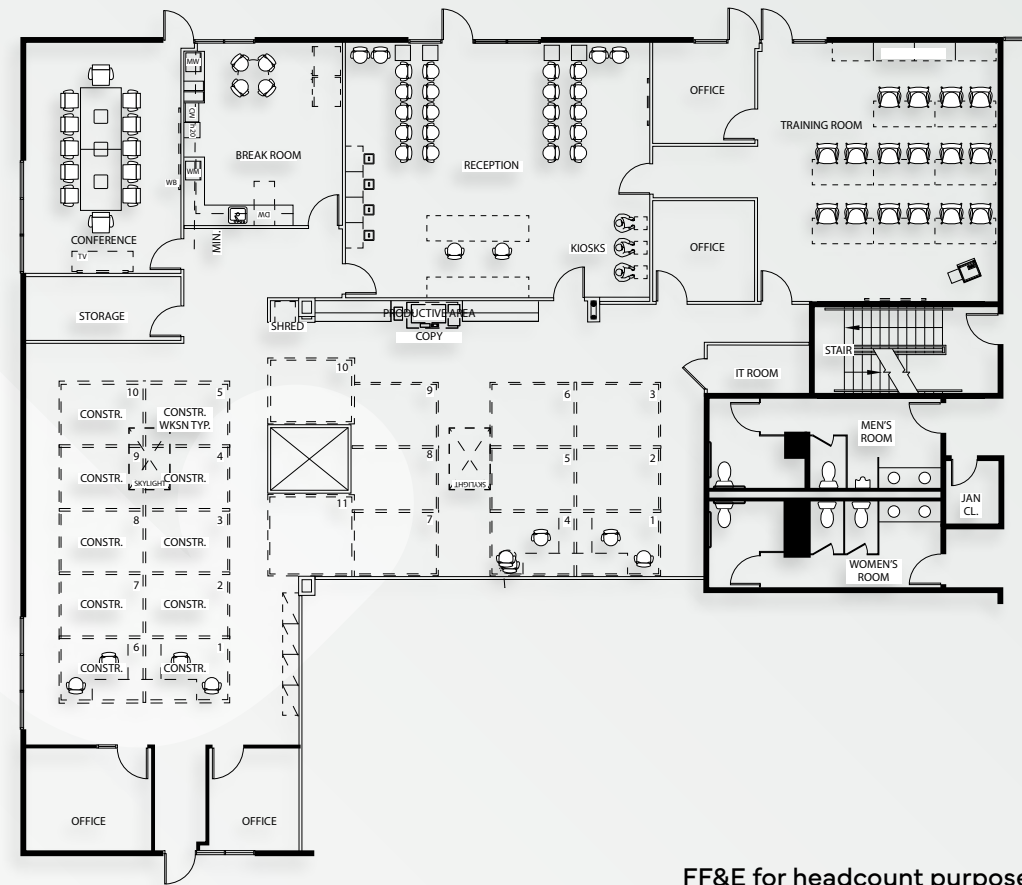 MW
OW
h20
MW
WB
BREAK ROOM
DW
MIN.
CONFERENCE
TV
STORAGE
RECEPTION
KIOSKS
OFFICE
OFFICE
TRAINING ROOM
SHRED
PRODUCTIVE AREA
COPY
STAIR
IT ROOM
MEN'S
ROOM
JAN
CL.
WOMEN'S
ROOM
10
5
CONSTR.
CONSTR.
WKSN TYP.
9
4
CONSTR.
CONSTR.
SKYLIGHT
8
3
CONSTR.
CONSTR.
7
2
CONSTR.
CONSTR.
6
1
CONSTR.
CONSTR.
10
9
8
11
7
SKYLIGHT
6
3
5
2
4
1
OFFICE
OFFICE
FF&E for headcount purpose